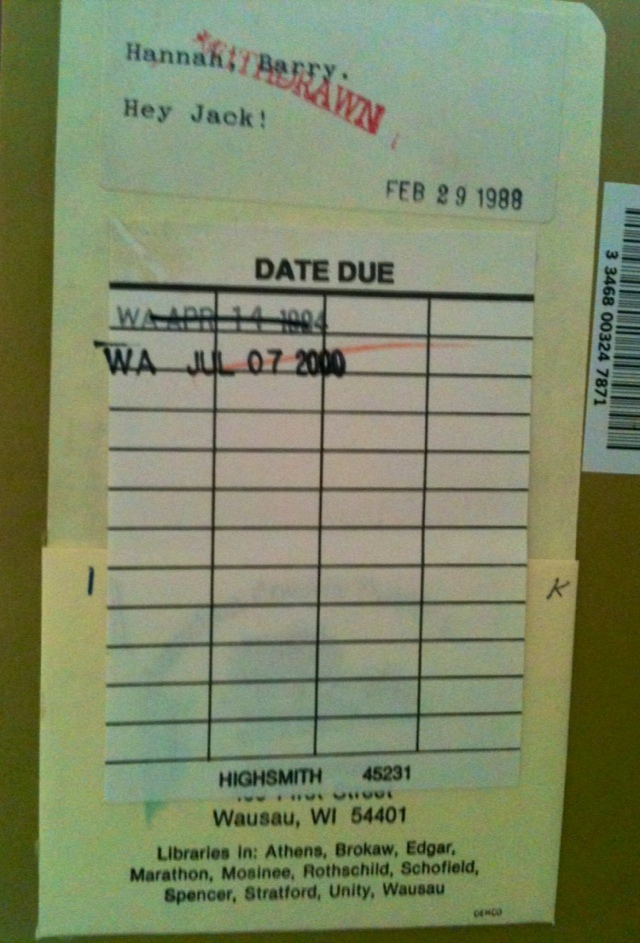 Hannah, Barry.
WITHDRAWN
Hey Jack!
FEB 29 1988
DATE DUE
WA APR 14 1994
WA JUL 07 2000
3 3468 00324 7871
I
K
HIGHSMITH 45231
First Street
Wausau, WI 54401
Libraries in: Athens, Brokaw, Edgar,
Marathon, Mosinee, Rothschild, Schofield,
Spencer, Stratford, Unity, Wausau
DEMCO